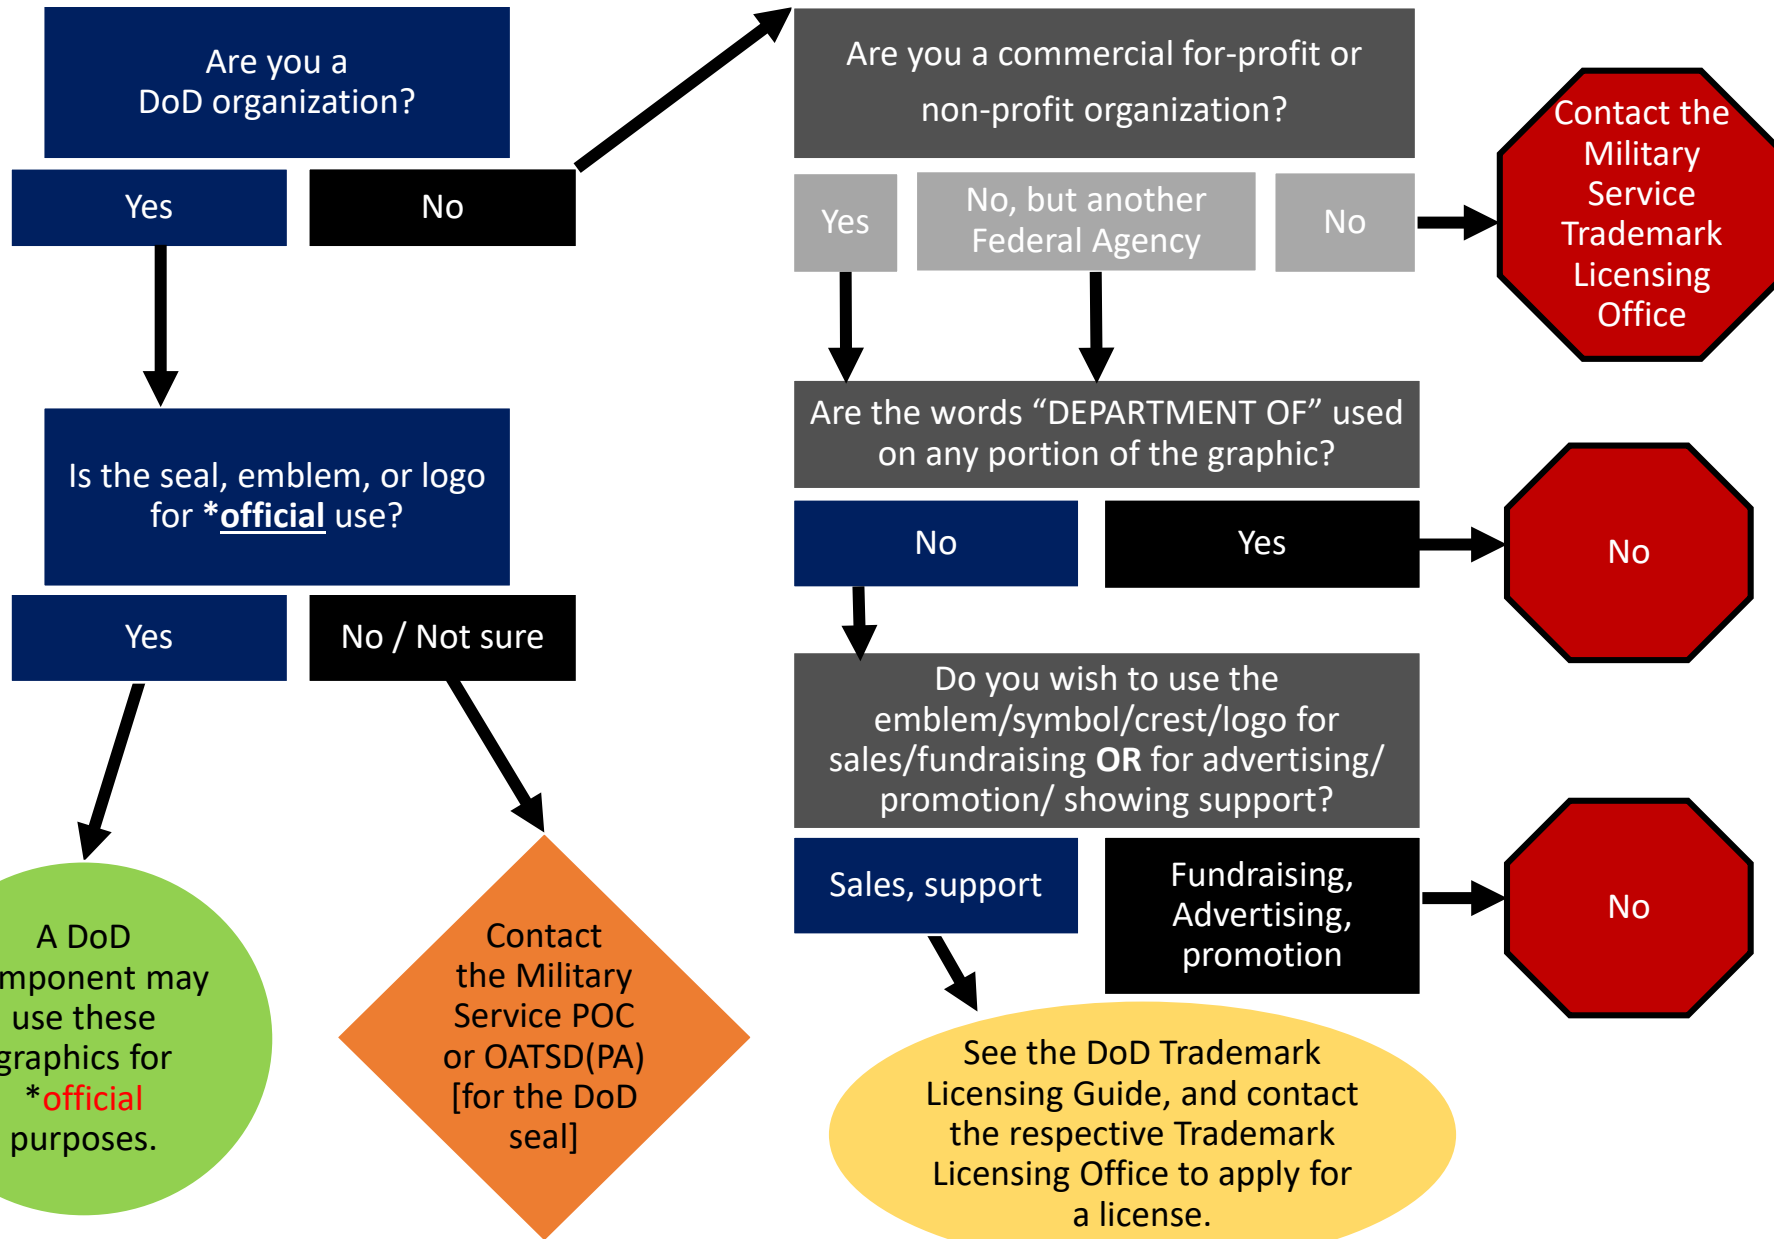 Are you a
DoD organization?
Yes
No
Is the seal, emblem, or logo
for *official use?
Yes
No / Not sure
A DoD
mponent may
use these
graphics for
*official
purposes.
Contact
the Military
Service POC
or OATSD(PA)
[for the DoD
seal]
Are you a commercial for-profit or
non-profit organization?
Yes
No, but another
Federal Agency
No
Contact the
Military
Service
Trademark
Licensing
Office
Are the words “DEPARTMENT OF” used
on any portion of the graphic?
No
Yes
No
Do you wish to use the
emblem/symbol/crest/logo for
sales/fundraising OR for advertising/
promotion/ showing support?
Sales, support
Fundraising,
Advertising,
promotion
No
See the DoD Trademark
Licensing Guide, and contact
the respective Trademark
Licensing Office to apply for
a license.